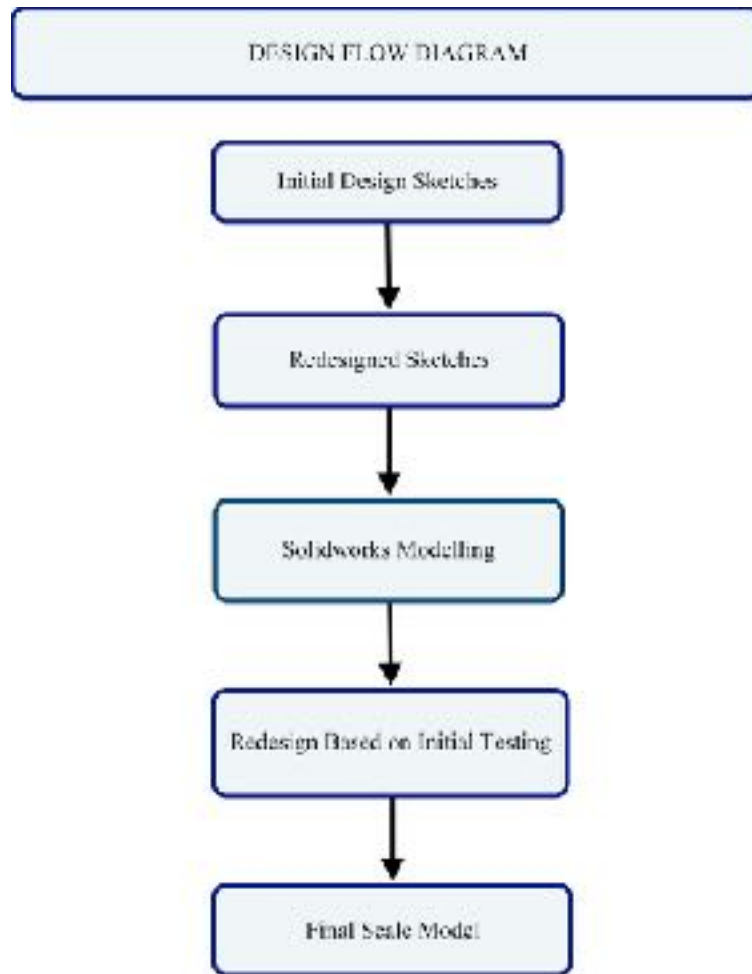 DESIGN FLOW DIAGRAM
Initial Design Sketches
Redesigned Sketches
Solidworks Modelling
Redesign Based on Initial Testing
Final Scale Model